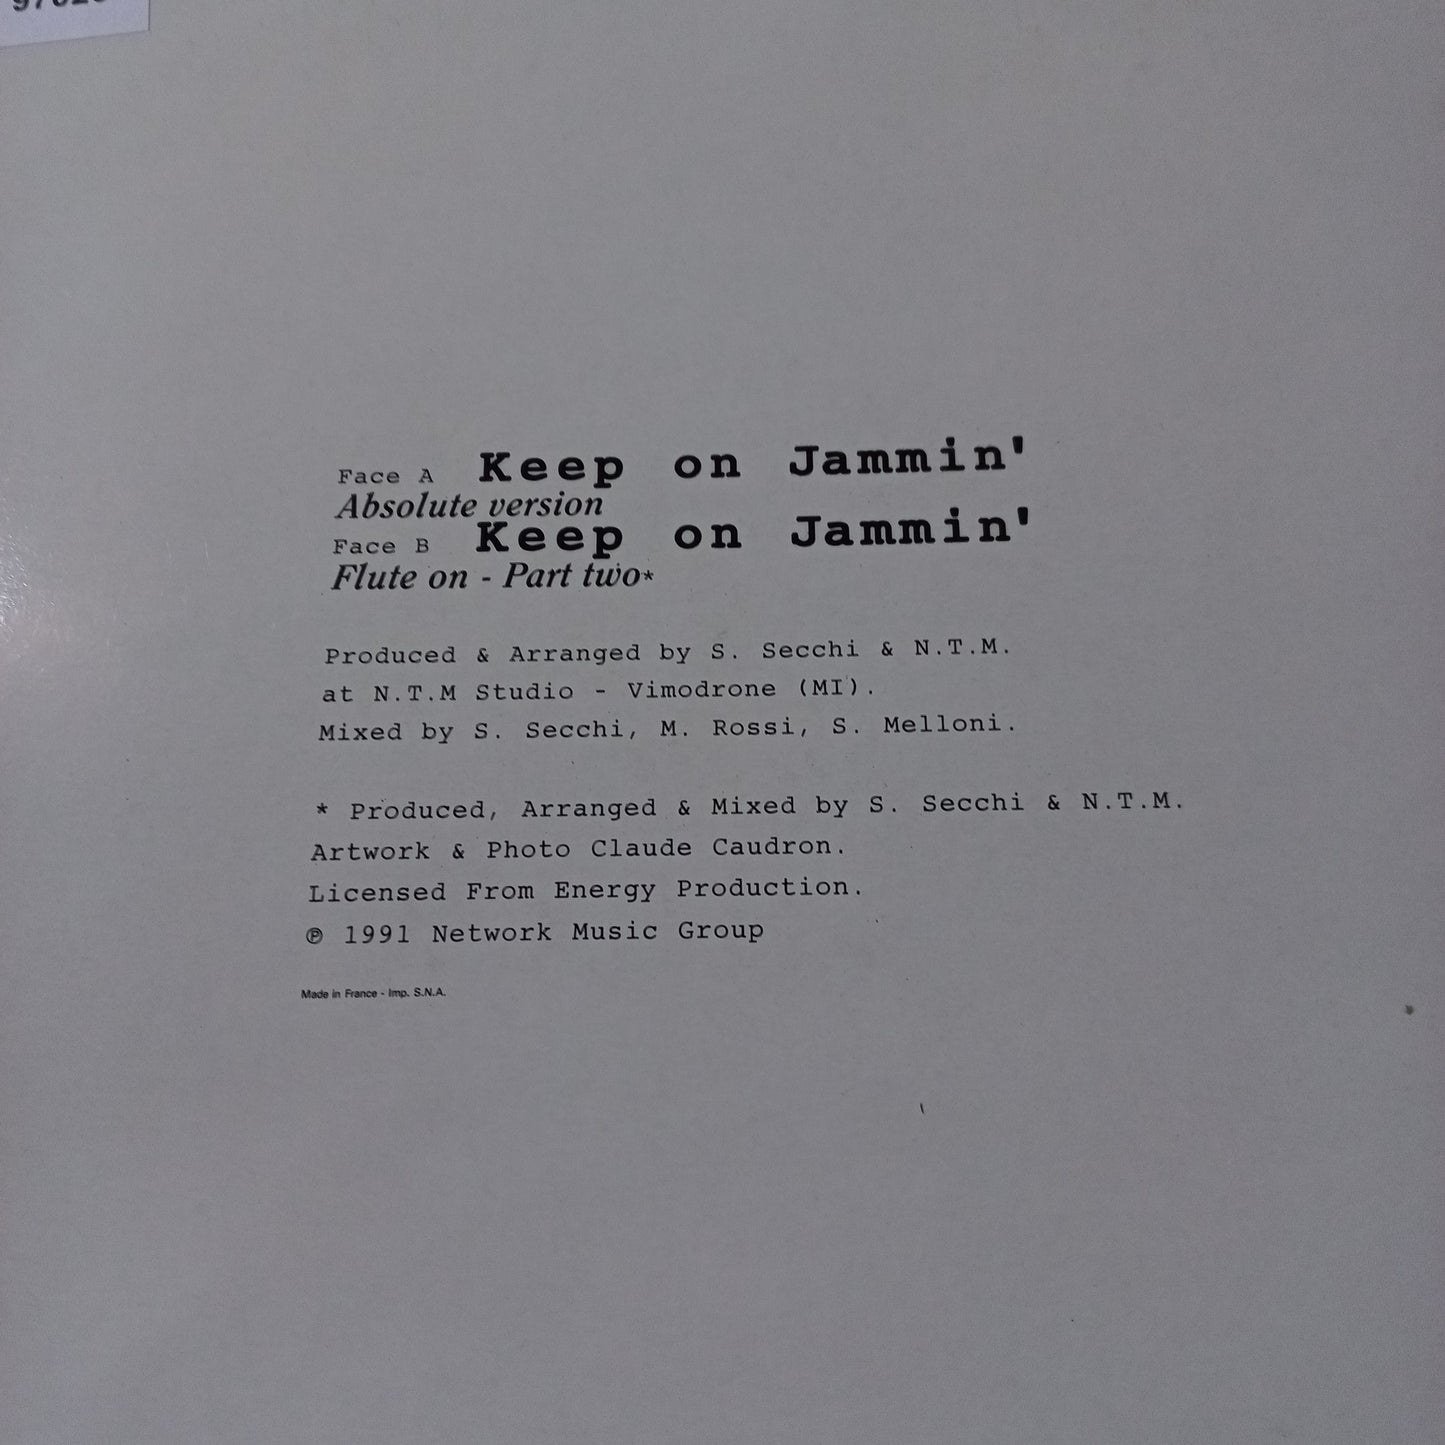 Face A Keep on Jammin'
Absolute version
Face B Keep on Jammin'
Flute on - Part two*
Produced & Arranged by S. Secchi & N.T.M.
at N.T.M Studio - Vimodrone (MI).
Mixed by S. Secchi, M. Rossi, S. Melloni.
* Produced, Arranged & Mixed by S. Secchi & N.T.M.
Artwork & Photo Claude Caudron.
Licensed From Energy Production.
℗ 1991 Network Music Group
Made in France - Imp. S.N.A.